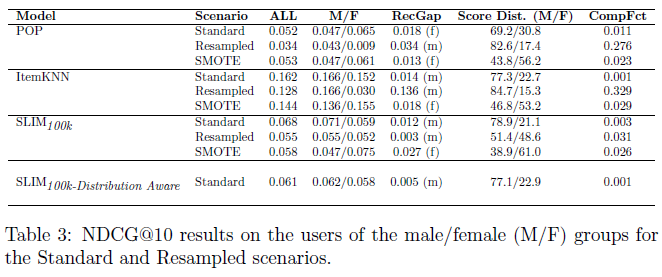 Model Scenario ALL M/F RecGap Score Dist. (M/F) CompFct
POP Standard 0.052 0.047/0.065 0.018 (f) 69.2/30.8 0.011
Resampled 0.034 0.043/0.009 0.034 (m) 82.6/17.4 0.276
SMOTE 0.053 0.047/0.061 0.013 (f) 43.8/56.2 0.023
ItemKNN Standard 0.162 0.166/0.152 0.014 (m) 77.3/22.7 0.001
Resampled 0.128 0.166/0.030 0.136 (m) 84.7/15.3 0.329
SMOTE 0.144 0.136/0.155 0.018 (f) 46.8/53.2 0.029
SLIM100k Standard 0.068 0.071/0.059 0.012 (m) 78.9/21.1 0.003
Resampled 0.055 0.055/0.052 0.003 (m) 51.4/48.6 0.031
SMOTE 0.058 0.047/0.075 0.027 (f) 38.9/61.0 0.026
SLIM100k-Distribution Aware Standard 0.061 0.062/0.058 0.005 (m) 77.1/22.9 0.001
Table 3: NDCG@10 results on the users of the male/female (M/F) groups for
the Standard and Resampled scenarios.